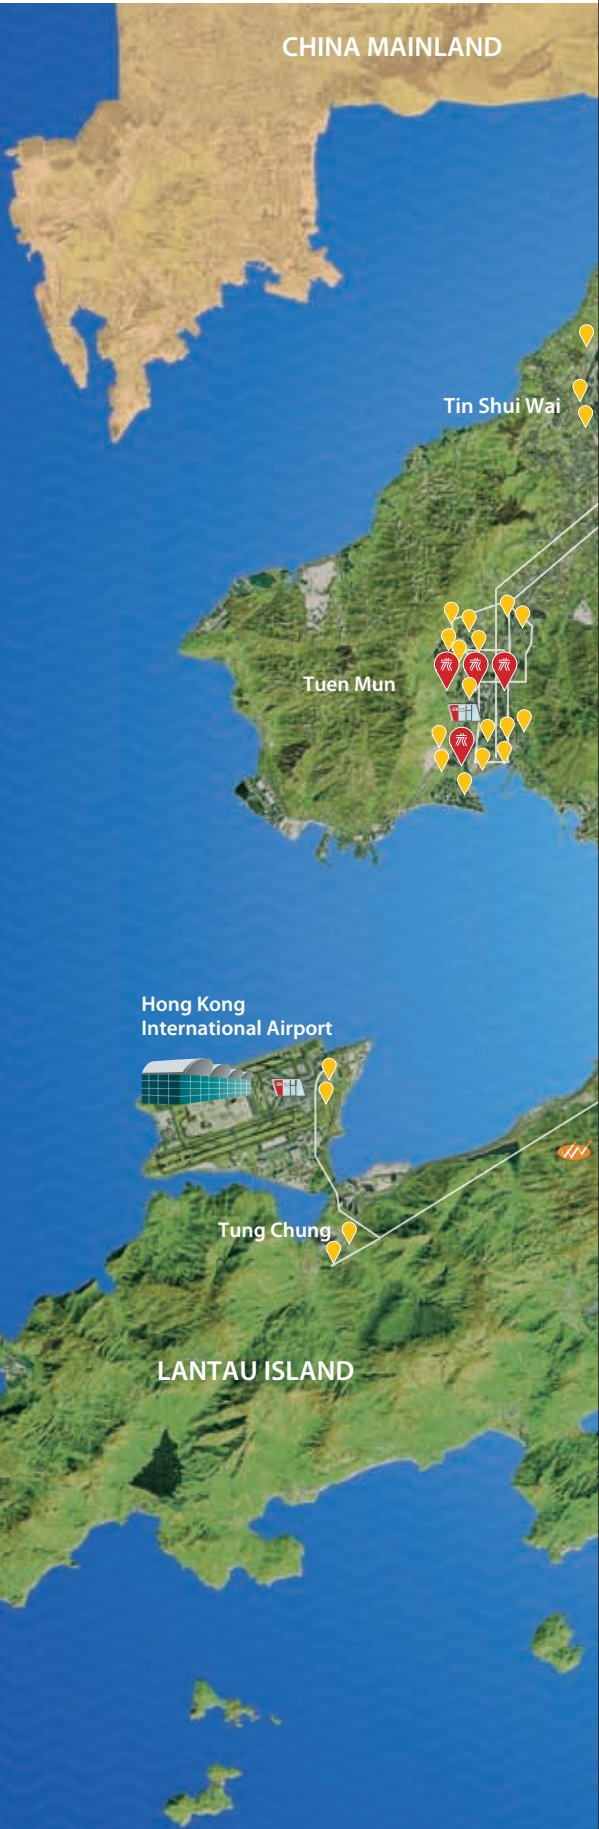 CHINA MAINLAND
Tin Shui Wai
Tuen Mun
Hong Kong
International Airport
Tung Chung
LANTAU ISLAND